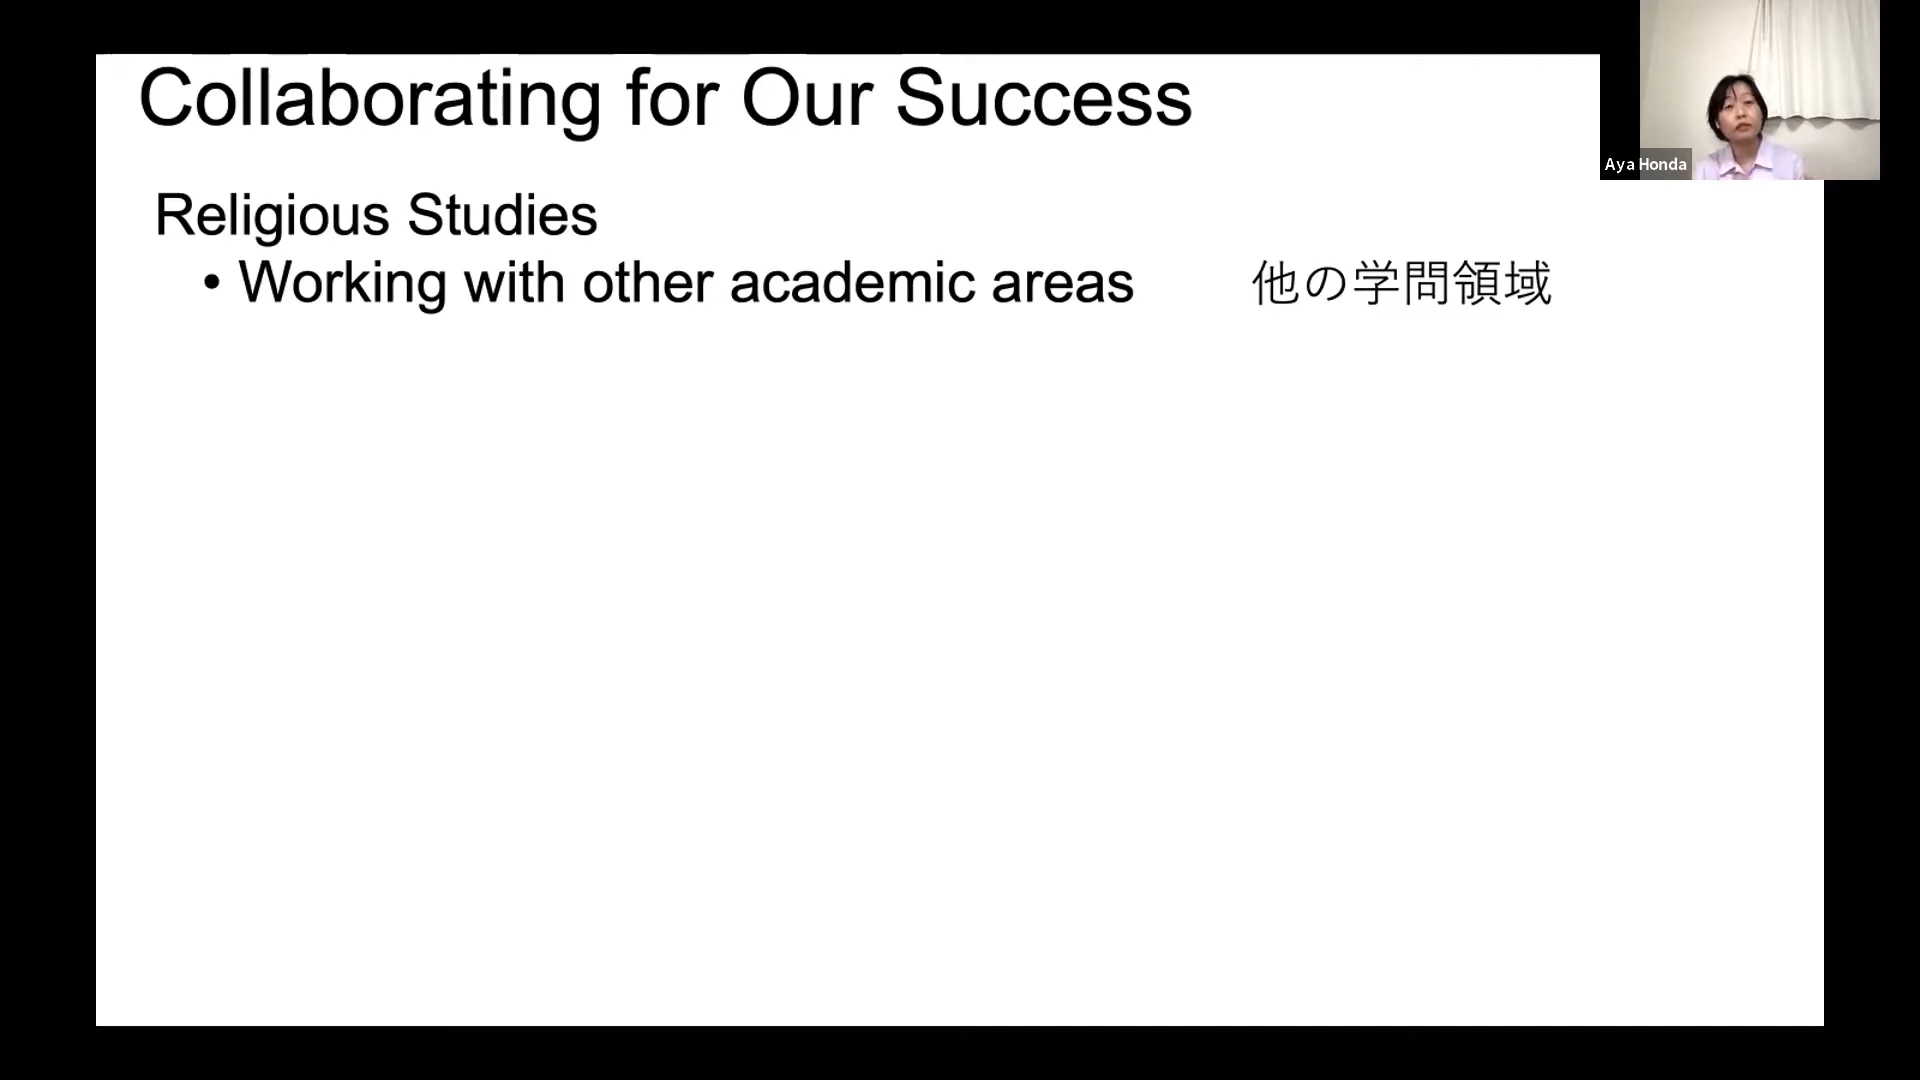 Collaborating for Our Success
Aya Honda
Religious Studies
• Working with other academic areas 他の学問領域